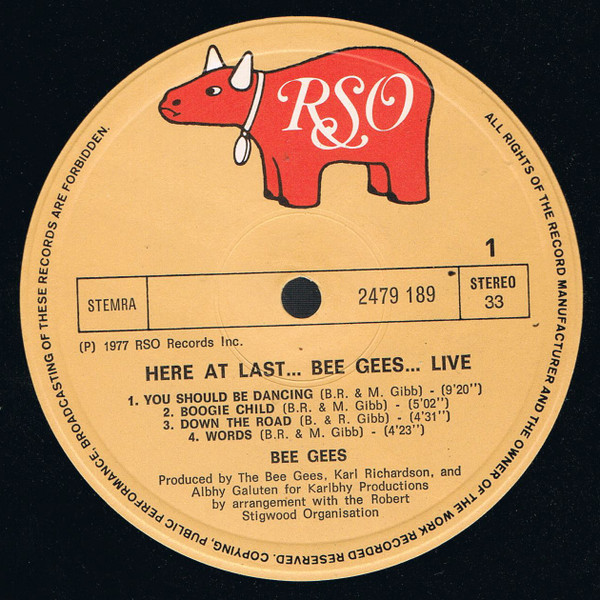 RSO
BROADCASTING OF THESE RECORDS ARE FORBIDDEN.
ALL RIGHTS OF THE RECORD MANUFACTURER AND THE OWNER OF THE WORK RECORDED RESERVED. COPYING, PUBLIC PERFORMANCE,
1
STEMRA
2479 189
STEREO
33
(P) 1977 RSO Records Inc.
HERE AT LAST... BEE GEES... LIVE
1. YOU SHOULD BE DANCING (B.R. & M. Gibb) - (9'20")
2. BOOGIE CHILD (B.R. & M. Gibb) - (5'02")
3. DOWN THE ROAD (B. & R. Gibb) - (4'31")
4. WORDS (B.R. & M. Gibb) - (4'23")
BEE GEES
Produced by The Bee Gees, Karl Richardson, and
Albhy Galuten for Karlbhy Productions
by arrangement with the Robert
Stigwood Organisation